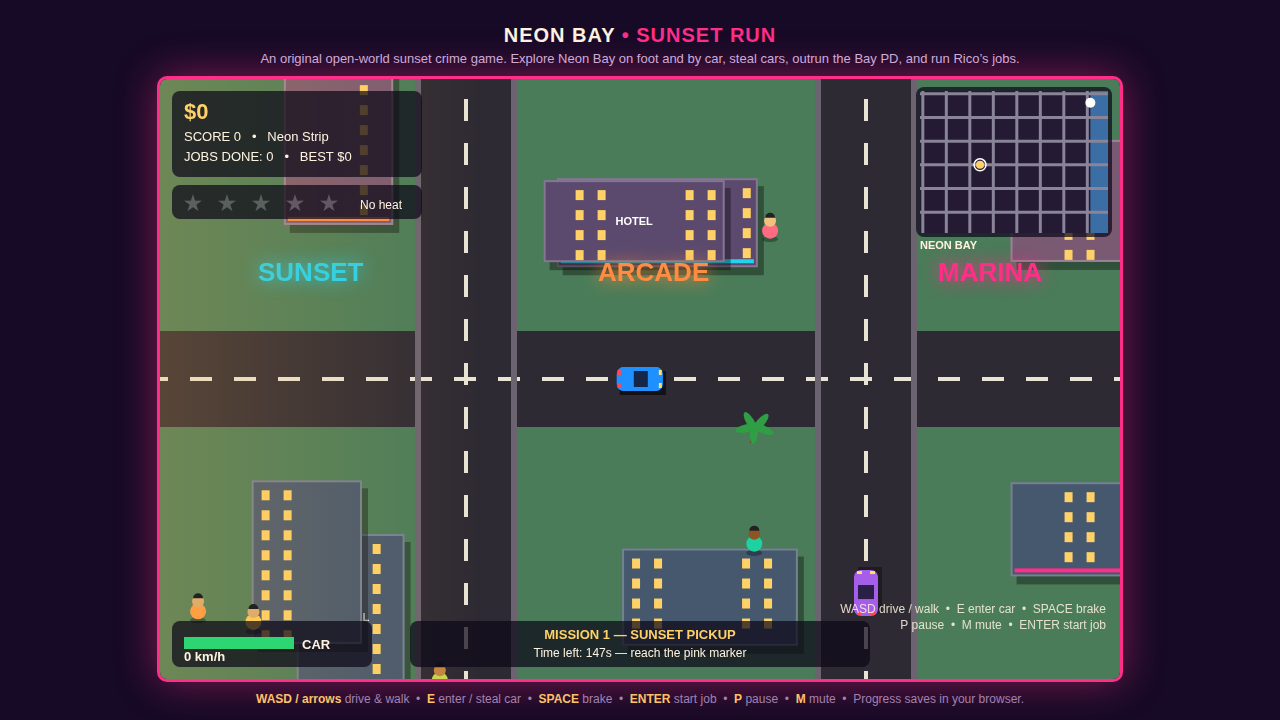 NEON BAY • SUNSET RUN
An original open-world sunset crime game. Explore Neon Bay on foot and by car, steal cars, outrun the Bay PD, and run Rico's jobs.
$0
SCORE 0 • Neon Strip
JOBS DONE: 0 • BEST $0
★ ★ ★ ★ ★ No heat
HOTEL
NEON BAY
SUNSET
ARCADE
MARINA
WASD drive / walk • E enter car • SPACE brake
P pause • M mute • ENTER start job
CAR
0 km/h
MISSION 1 — SUNSET PICKUP
Time left: 147s — reach the pink marker
WASD / arrows drive & walk • E enter / steal car • SPACE brake • ENTER start job • P pause • M mute • Progress saves in your browser.